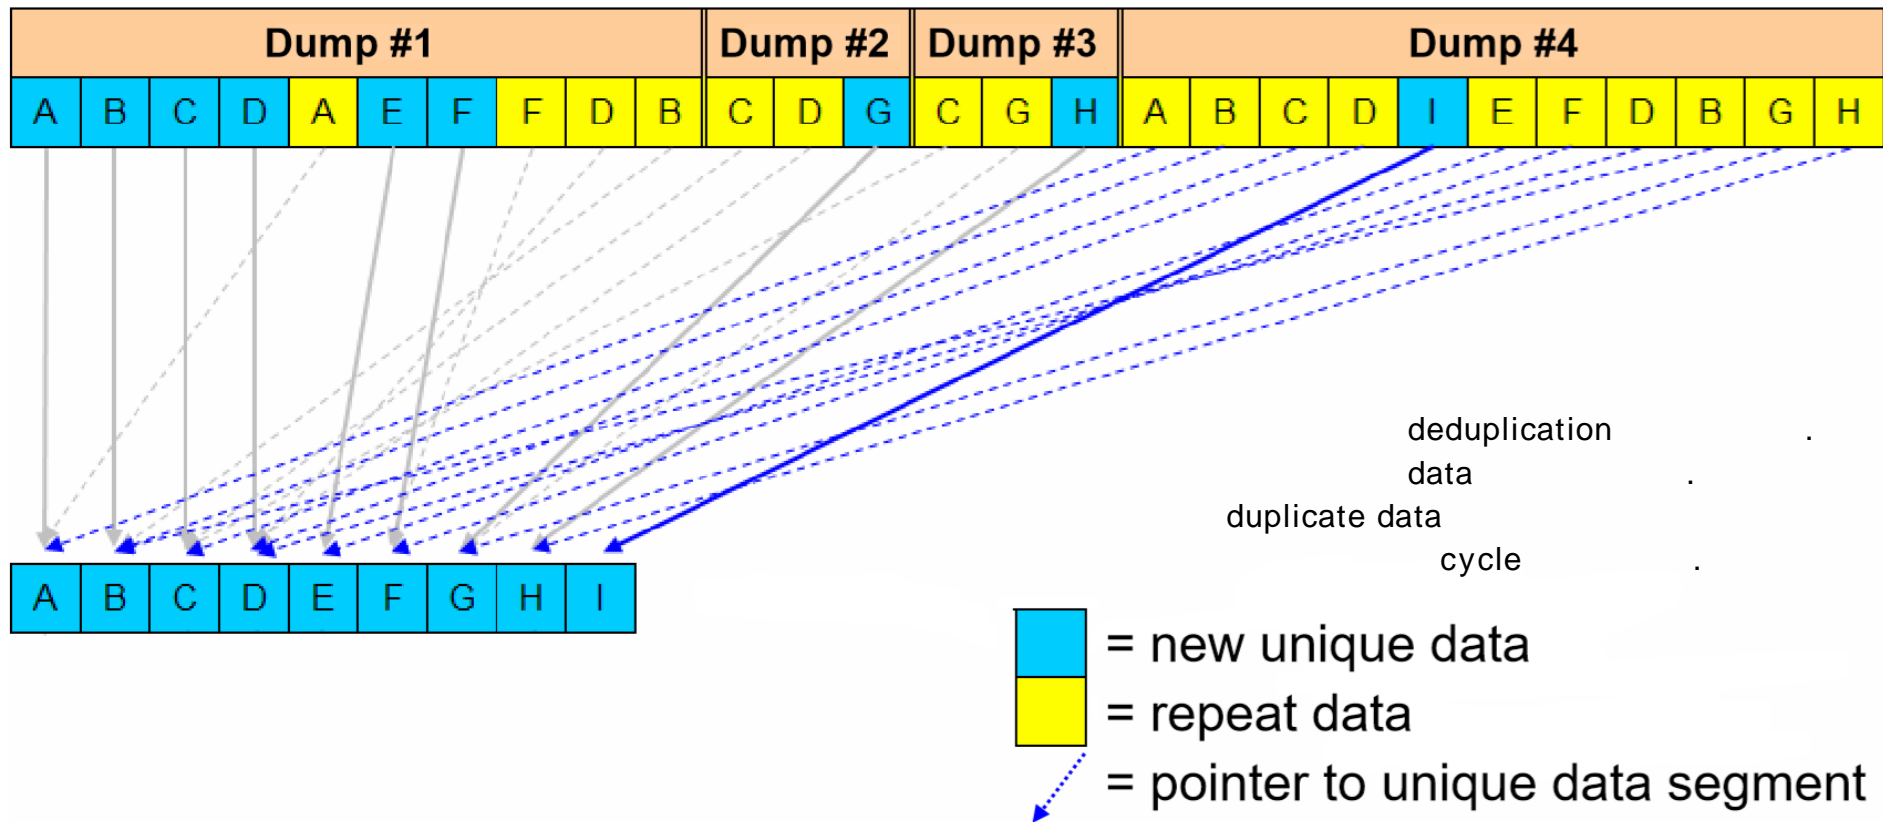 Dump #1 Dump #2 Dump #3 Dump #4
A B C D A E F F D B C D G C G H A B C D I E F D B G H
deduplication .
data .
duplicate data
cycle .
A B C D E F G H I
= new unique data
= repeat data
= pointer to unique data segment